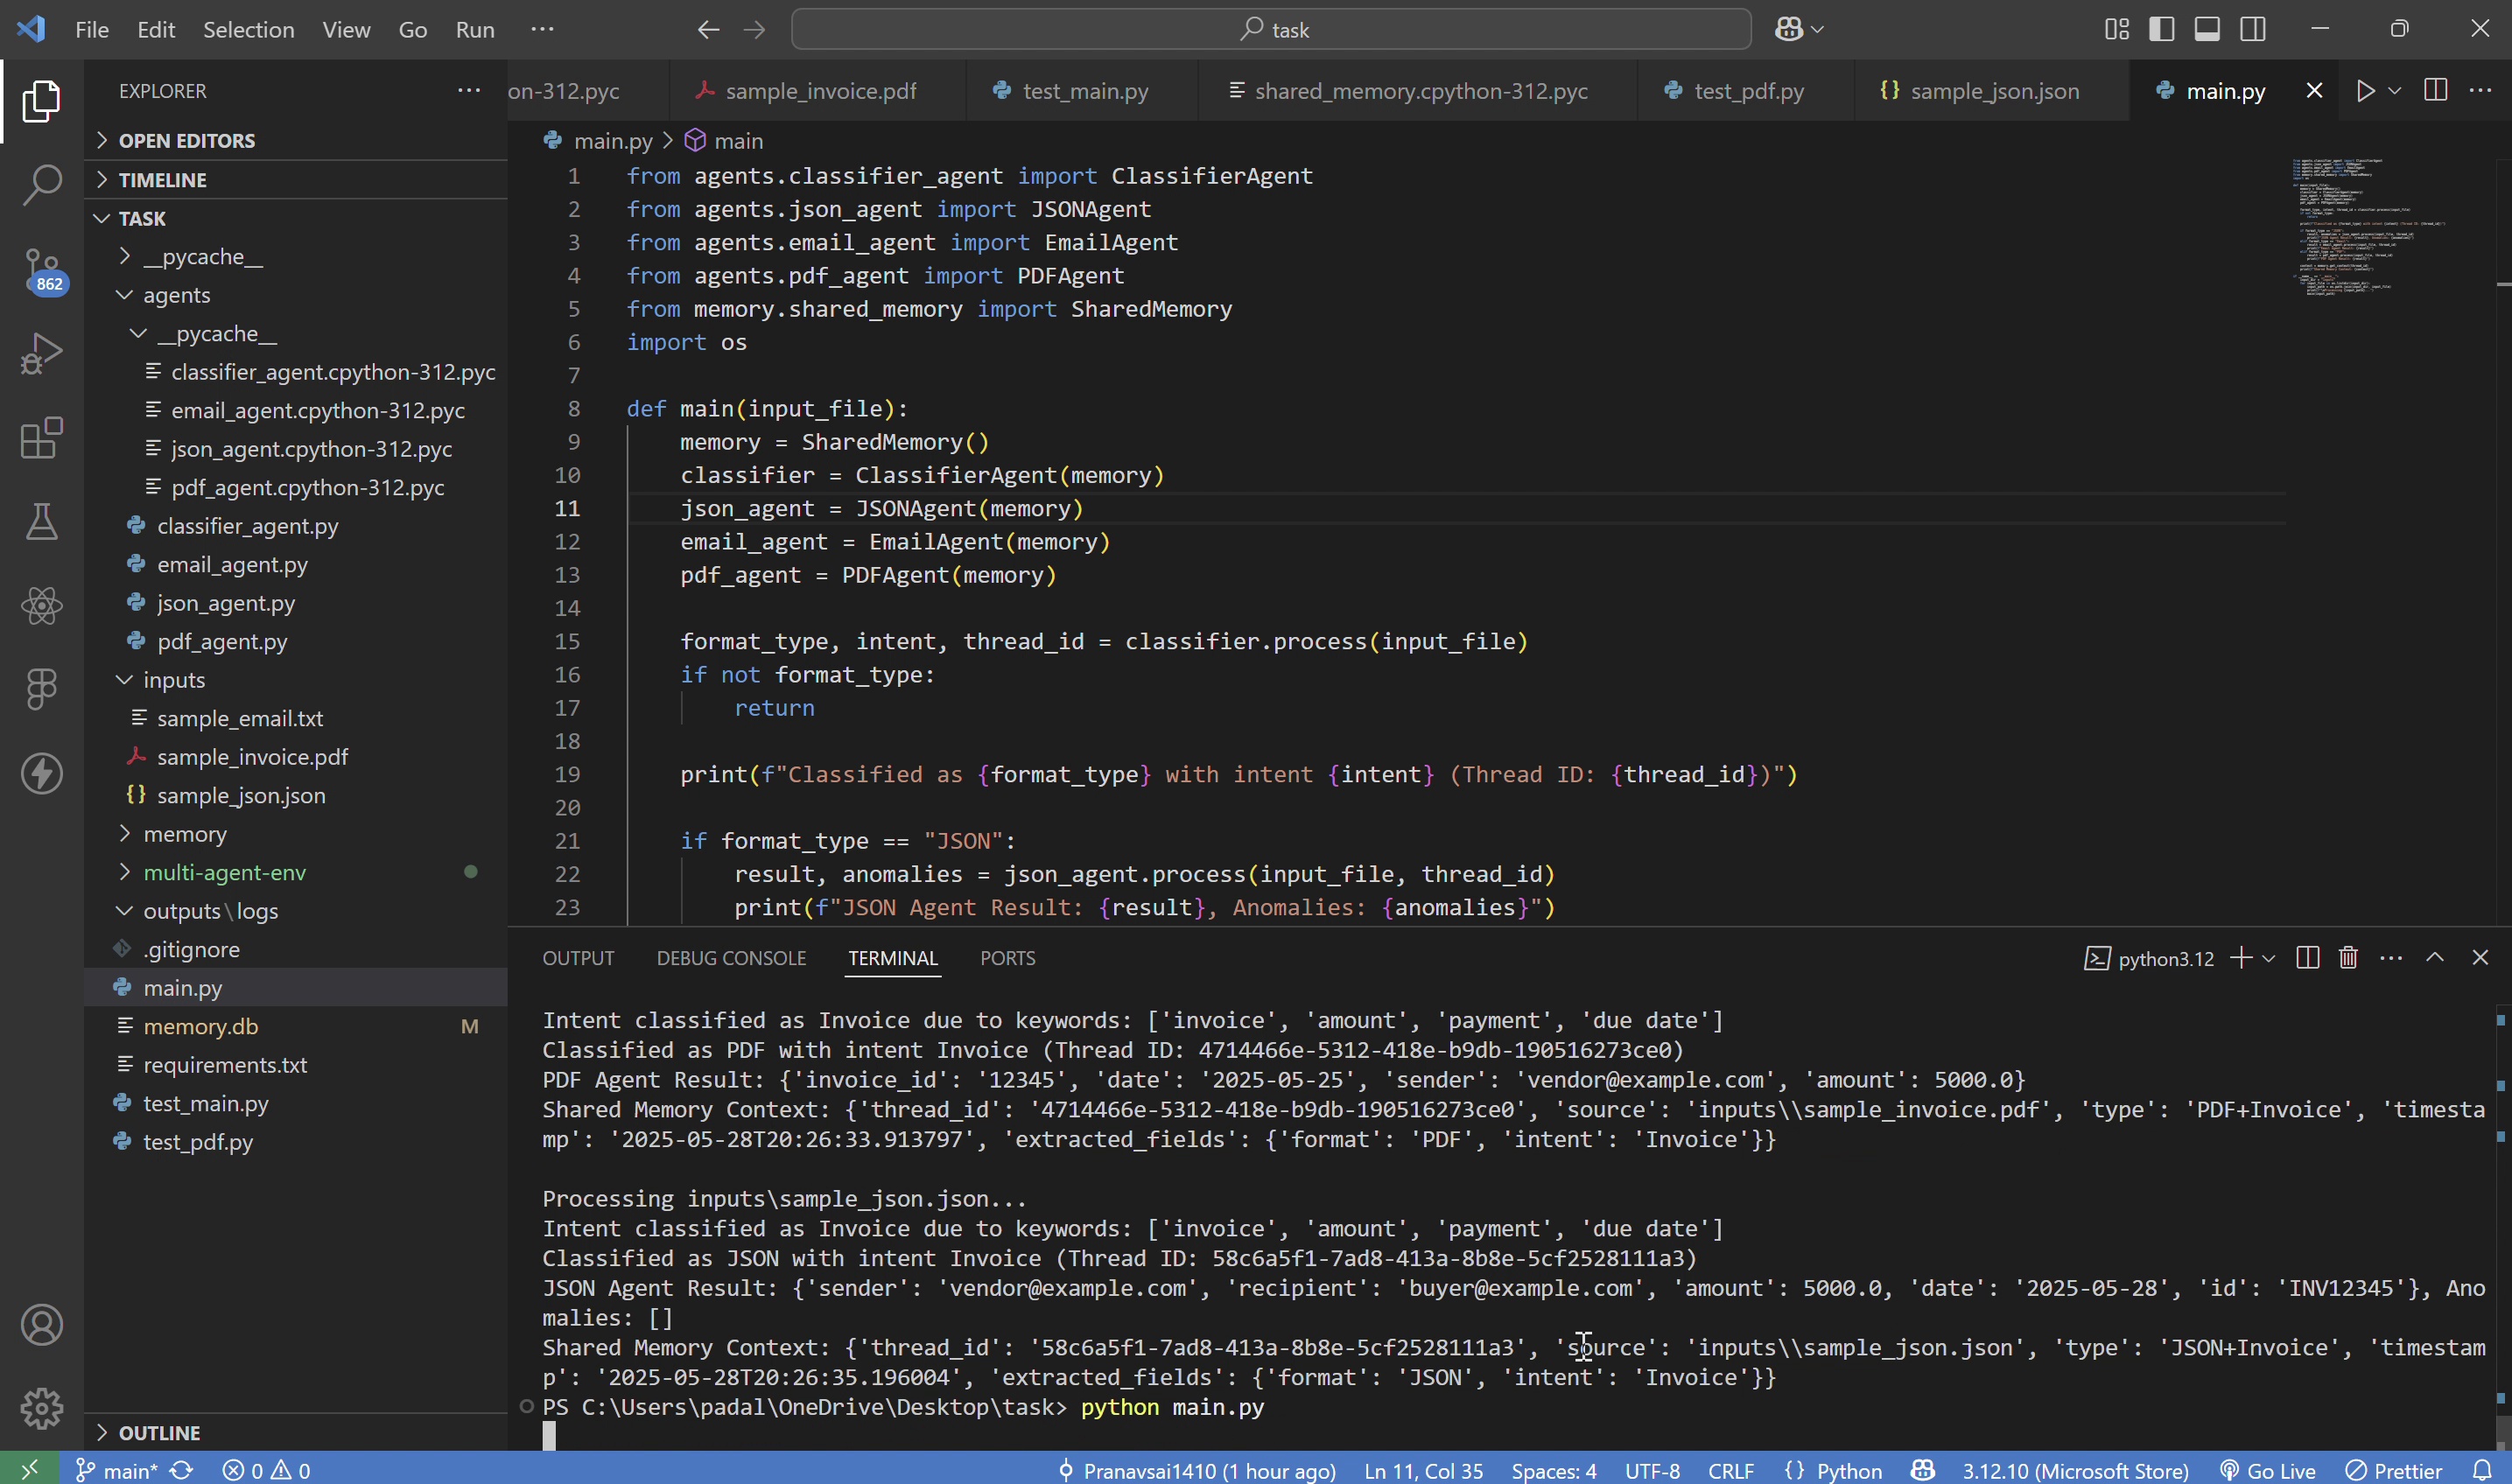 File Edit Selection View Go Run ···
task
EXPLORER ···
on-312.pyc sample_invoice.pdf test_main.py shared_memory.cpython-312.pyc test_pdf.py sample_json.json main.py
OPEN EDITORS
TIMELINE
TASK
__pycache__
agents
__pycache__
classifier_agent.cpython-312.pyc
email_agent.cpython-312.pyc
json_agent.cpython-312.pyc
pdf_agent.cpython-312.pyc
classifier_agent.py
email_agent.py
json_agent.py
pdf_agent.py
inputs
sample_email.txt
sample_invoice.pdf
sample_json.json
memory
multi-agent-env
outputs\logs
.gitignore
main.py
memory.db M
requirements.txt
test_main.py
test_pdf.py
OUTLINE
862
main.py > main
1 from agents.classifier_agent import ClassifierAgent
2 from agents.json_agent import JSONAgent
3 from agents.email_agent import EmailAgent
4 from agents.pdf_agent import PDFAgent
5 from memory.shared_memory import SharedMemory
6 import os
7
8 def main(input_file):
9 memory = SharedMemory()
10 classifier = ClassifierAgent(memory)
11 json_agent = JSONAgent(memory)
12 email_agent = EmailAgent(memory)
13 pdf_agent = PDFAgent(memory)
14
15 format_type, intent, thread_id = classifier.process(input_file)
16 if not format_type:
17 return
18
19 print(f"Classified as {format_type} with intent {intent} (Thread ID: {thread_id})")
20
21 if format_type == "JSON":
22 result, anomalies = json_agent.process(input_file, thread_id)
23 print(f"JSON Agent Result: {result}, Anomalies: {anomalies}")
OUTPUT DEBUG CONSOLE TERMINAL PORTS python3.12
Intent classified as Invoice due to keywords: ['invoice', 'amount', 'payment', 'due date']
Classified as PDF with intent Invoice (Thread ID: 4714466e-5312-418e-b9db-190516273ce0)
PDF Agent Result: {'invoice_id': '12345', 'date': '2025-05-25', 'sender': 'vendor@example.com', 'amount': 5000.0}
Shared Memory Context: {'thread_id': '4714466e-5312-418e-b9db-190516273ce0', 'source': 'inputs\\sample_invoice.pdf', 'type': 'PDF+Invoice', 'timesta
mp': '2025-05-28T20:26:33.913797', 'extracted_fields': {'format': 'PDF', 'intent': 'Invoice'}}
Processing inputs\sample_json.json...
Intent classified as Invoice due to keywords: ['invoice', 'amount', 'payment', 'due date']
Classified as JSON with intent Invoice (Thread ID: 58c6a5f1-7ad8-413a-8b8e-5cf2528111a3)
JSON Agent Result: {'sender': 'vendor@example.com', 'recipient': 'buyer@example.com', 'amount': 5000.0, 'date': '2025-05-28', 'id': 'INV12345'}, Ano
malies: []
Shared Memory Context: {'thread_id': '58c6a5f1-7ad8-413a-8b8e-5cf2528111a3', 'source': 'inputs\\sample_json.json', 'type': 'JSON+Invoice', 'timestam
p': '2025-05-28T20:26:35.196004', 'extracted_fields': {'format': 'JSON', 'intent': 'Invoice'}}
PS C:\Users\padal\OneDrive\Desktop\task> python main.py
main* 0 0 Pranavsai1410 (1 hour ago) Ln 11, Col 35 Spaces: 4 UTF-8 CRLF {} Python 3.12.10 (Microsoft Store) Go Live Prettier